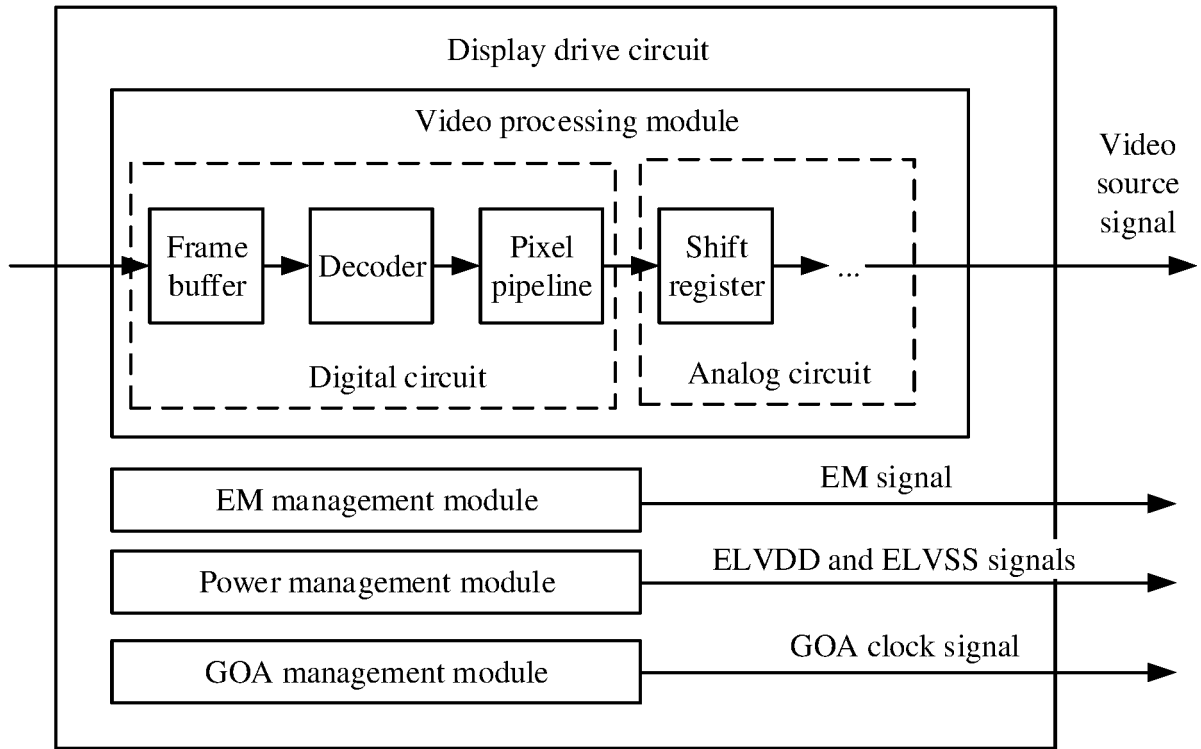 Display drive circuit
Video processing module
Video
source
signal
Frame
buffer
Decoder
Pixel
pipeline
Shift
register
...
Digital circuit
Analog circuit
EM management module
EM signal
Power management module
ELVDD and ELVSS signals
GOA management module
GOA clock signal